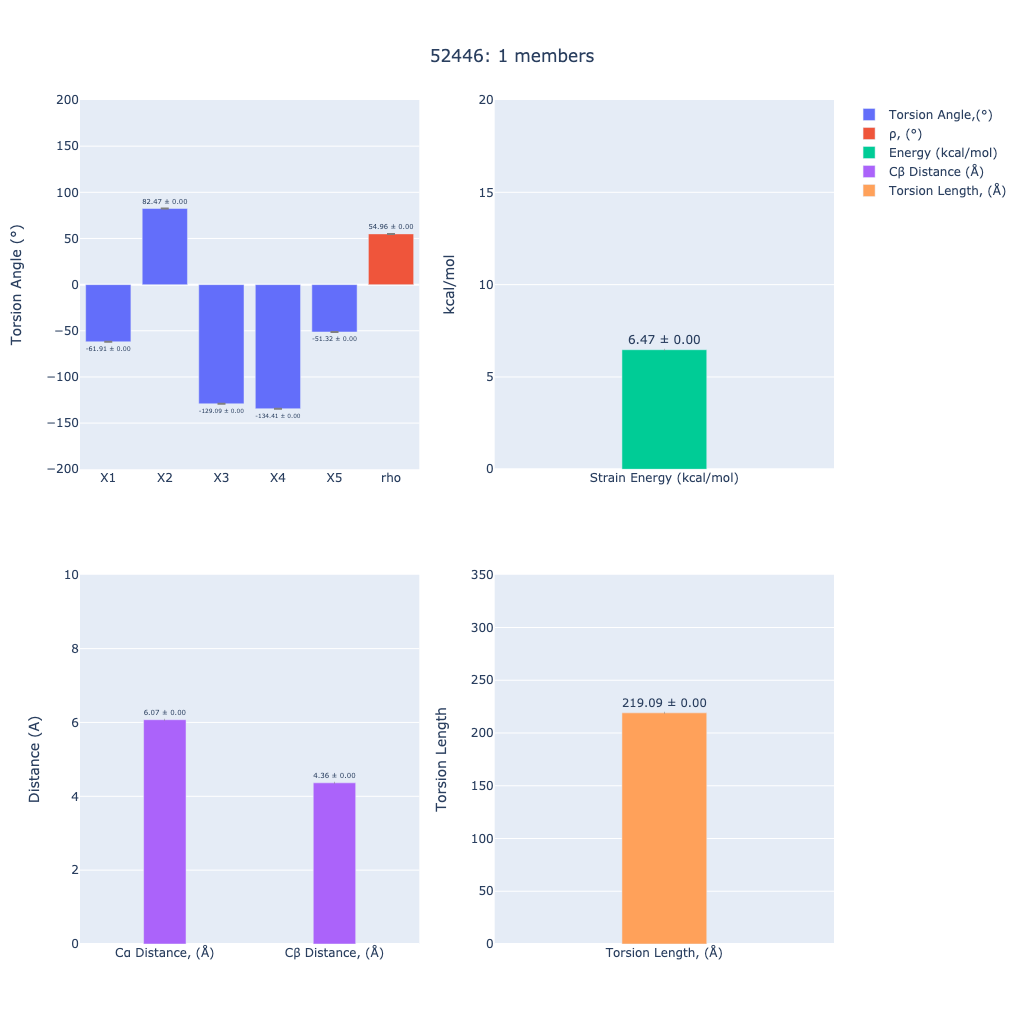 52446: 1 members
Torsion Angle (°)
200
150
100
50
0
−50
−100
−150
−200
-61.91 ± 0.00
82.47 ± 0.00
-129.09 ± 0.00
-134.41 ± 0.00
-51.32 ± 0.00
54.96 ± 0.00
X1
X2
X3
X4
X5
rho
kcal/mol
20
15
10
5
0
6.47 ± 0.00
Strain Energy (kcal/mol)
Torsion Angle,(°)
ρ, (°)
Energy (kcal/mol)
Cβ Distance (Å)
Torsion Length, (Å)
Distance (A)
10
8
6
4
2
0
6.07 ± 0.00
4.36 ± 0.00
Cα Distance, (Å)
Cβ Distance, (Å)
Torsion Length
350
300
250
200
150
100
50
0
219.09 ± 0.00
Torsion Length, (Å)